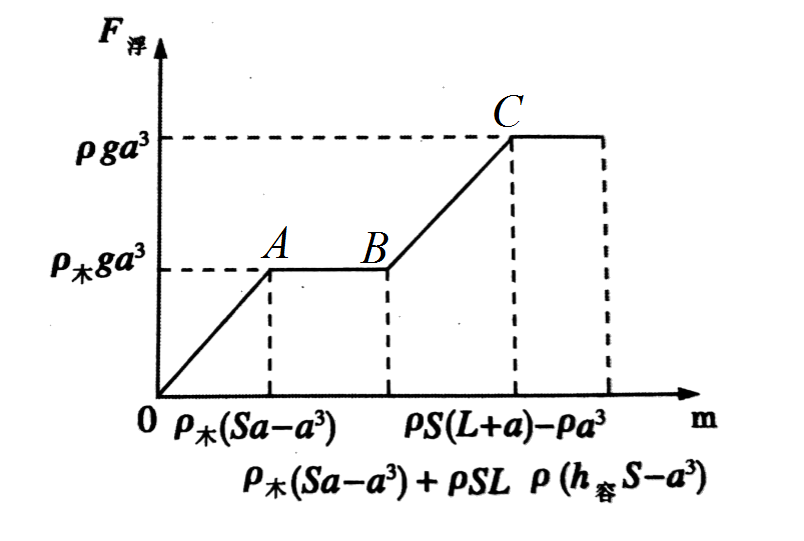 F浮
C
ρga³
A
B
ρ木ga³
0
ρ木(Sa−a³)
ρS(L+a)−ρa³
m
ρ木(Sa−a³)+ρSL
ρ(h容S−a³)